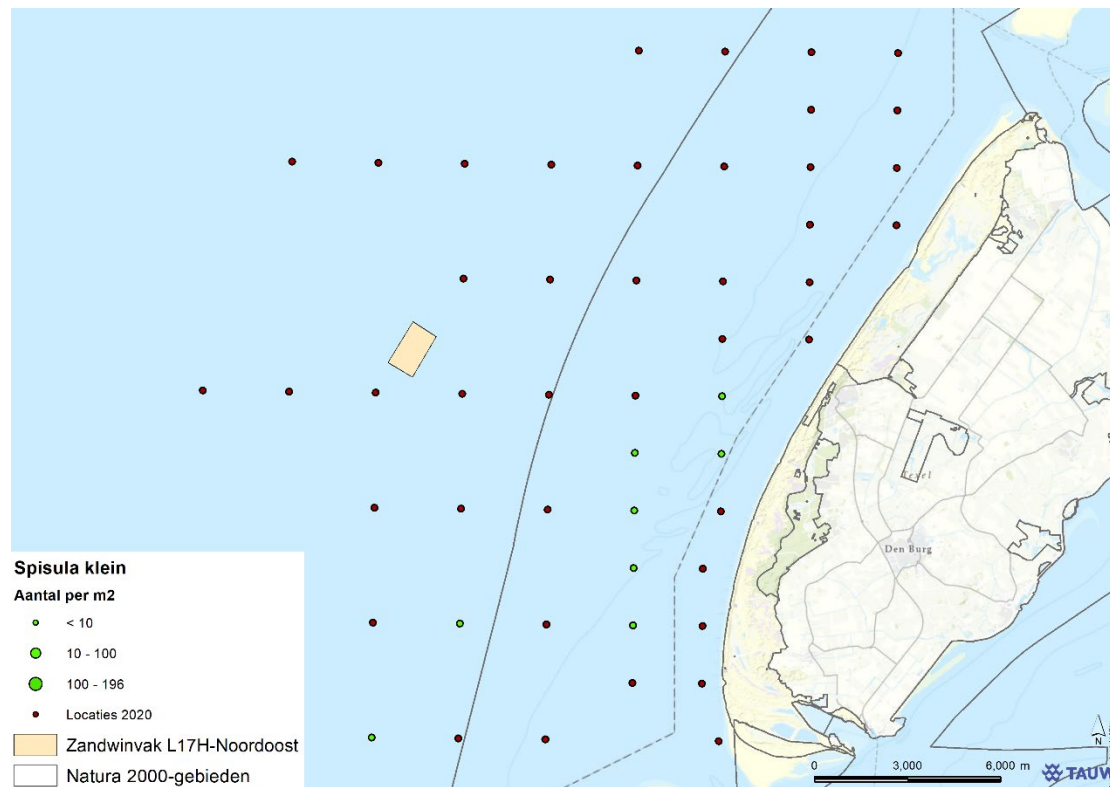 Texel
Den Burg
Spisula klein
Aantal per m2
< 10
10 - 100
100 - 196
Locaties 2020
Zandwinvak L17H-Noordoost
Natura 2000-gebieden
N
0 3,000 6,000 m
TAUW